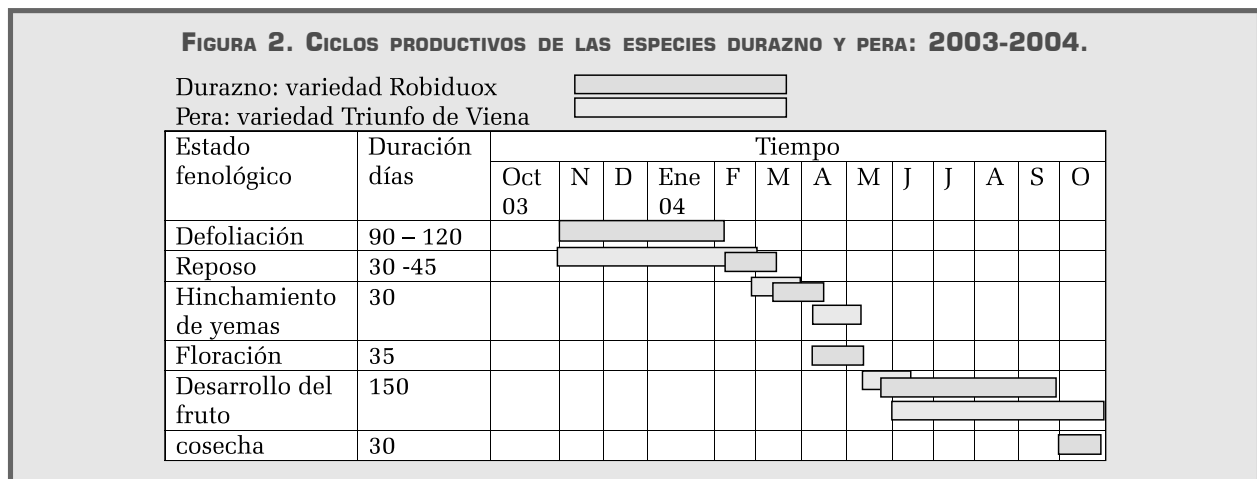 FIGURA 2. CICLOS PRODUCTIVOS DE LAS ESPECIES DURAZNO Y PERA: 2003-2004.
Durazno: variedad Robiduox
Pera: variedad Triunfo de Viena
Estado fenológico Duración días Tiempo
Oct 03 N D Ene 04 F M A M J J A S O
Defoliación 90 – 120
Reposo 30 -45
Hinchamiento de yemas 30
Floración 35
Desarrollo del fruto 150
cosecha 30